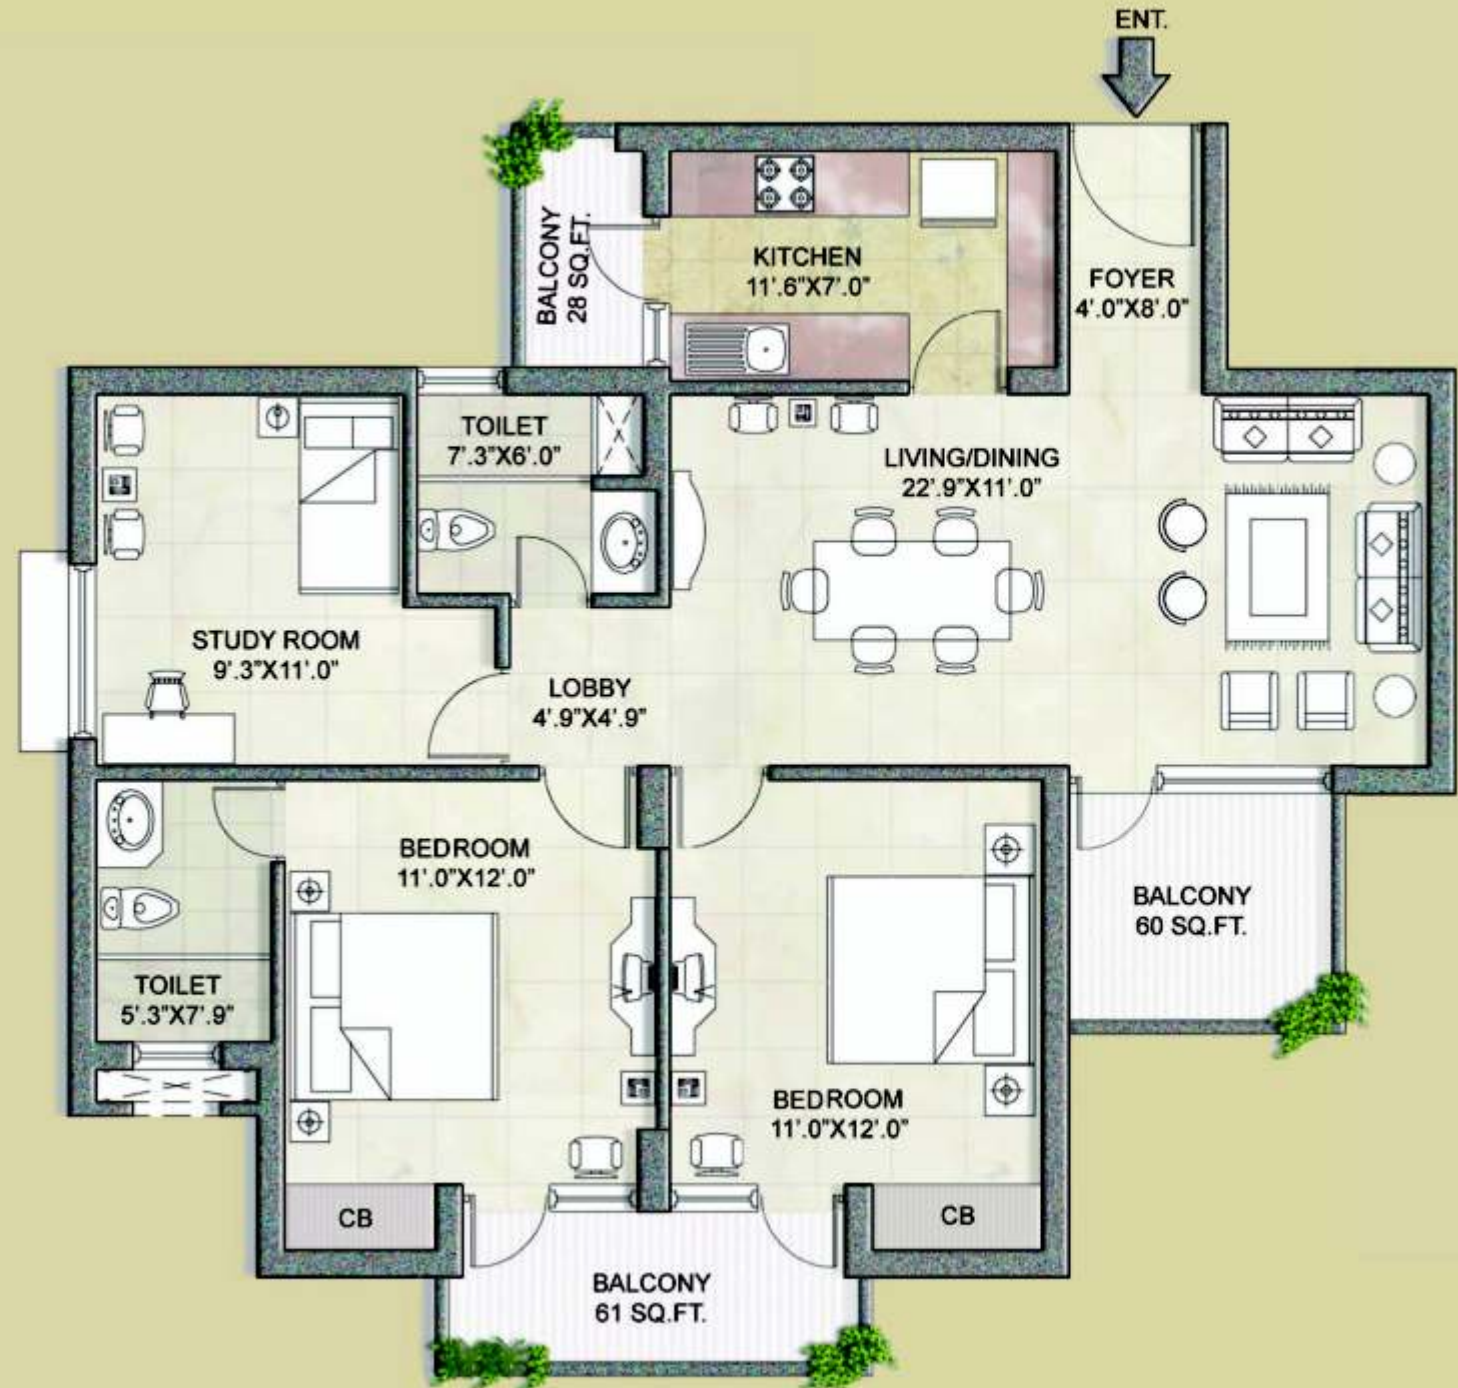 ENT.
BALCONY
28 SQ.FT.
KITCHEN
11'.6"X7'.0"
FOYER
4'.0"X8'.0"
TOILET
7'.3"X6'.0"
LIVING/DINING
22'.9"X11'.0"
STUDY ROOM
9'.3"X11'.0"
LOBBY
4'.9"X4'.9"
BEDROOM
11'.0"X12'.0"
BALCONY
60 SQ.FT.
TOILET
5'.3"X7'.9"
BEDROOM
11'.0"X12'.0"
CB
CB
BALCONY
61 SQ.FT.